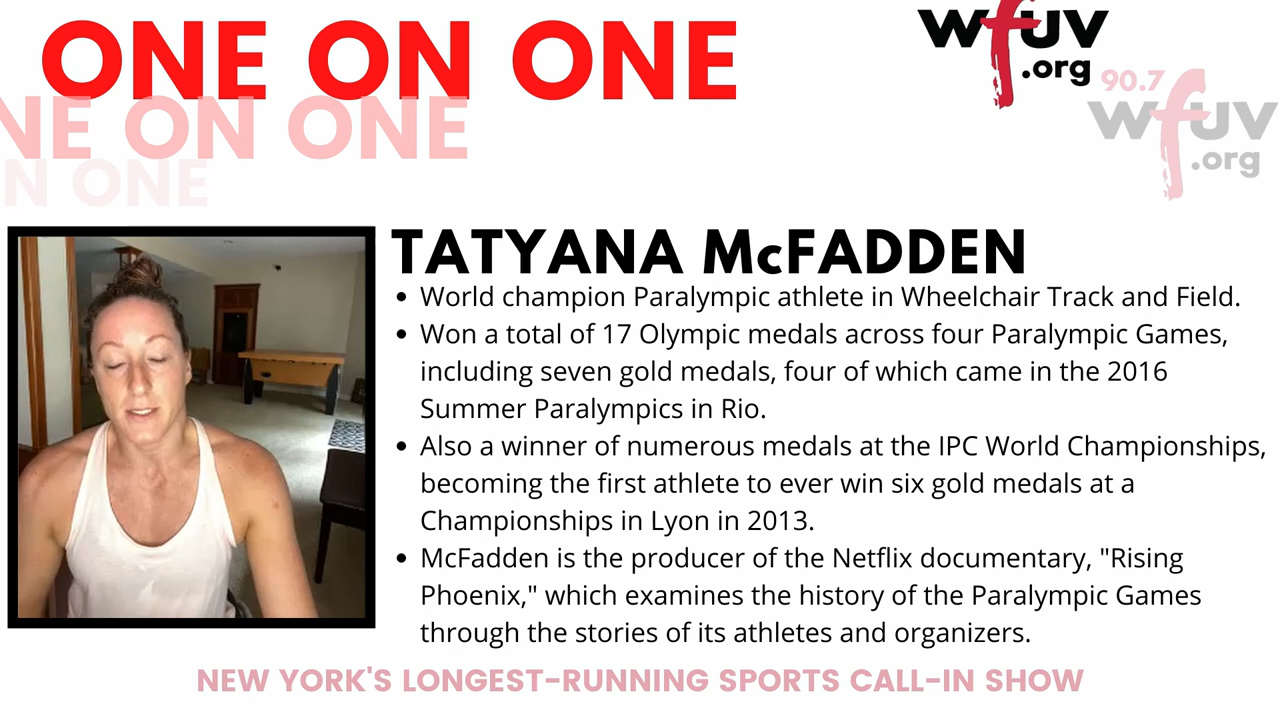 ONE ON ONE
NE ON ONE
N ONE
wfuv
.org
90.7
wfuv
.org
TATYANA McFADDEN
• World champion Paralympic athlete in Wheelchair Track and Field.
• Won a total of 17 Olympic medals across four Paralympic Games,
including seven gold medals, four of which came in the 2016
Summer Paralympics in Rio.
• Also a winner of numerous medals at the IPC World Championships,
becoming the first athlete to ever win six gold medals at a
Championships in Lyon in 2013.
• McFadden is the producer of the Netflix documentary, "Rising
Phoenix," which examines the history of the Paralympic Games
through the stories of its athletes and organizers.
NEW YORK'S LONGEST-RUNNING SPORTS CALL-IN SHOW